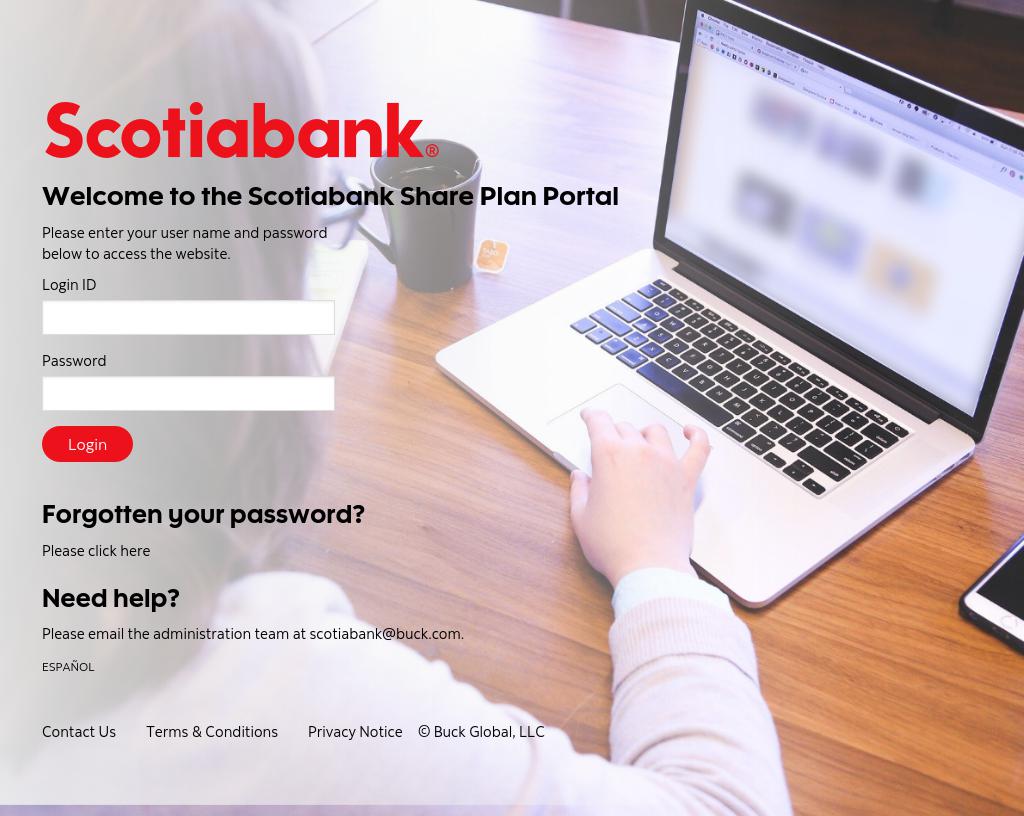 Scotiabank®
Welcome to the Scotiabank Share Plan Portal
Please enter your user name and password
below to access the website.
Login ID
Password
Login
Forgotten your password?
Please click here
Need help?
Please email the administration team at scotiabank@buck.com.
ESPAÑOL
Contact Us Terms & Conditions Privacy Notice © Buck Global, LLC